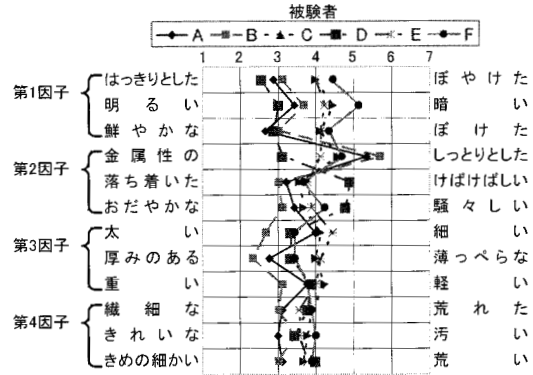 被験者
A B C D E F
1 2 3 4 5 6 7
第1因子
はっきりとした ぼやけた
明るい 暗い
鮮やかな ぼけた
第2因子
金属性の しっとりとした
落ち着いた けばけばしい
おだやかな 騒々しい
第3因子
太い 細い
厚みのある 薄っぺらな
重い 軽い
第4因子
繊細な 荒れた
きれいな 汚い
きめの細かい 荒い